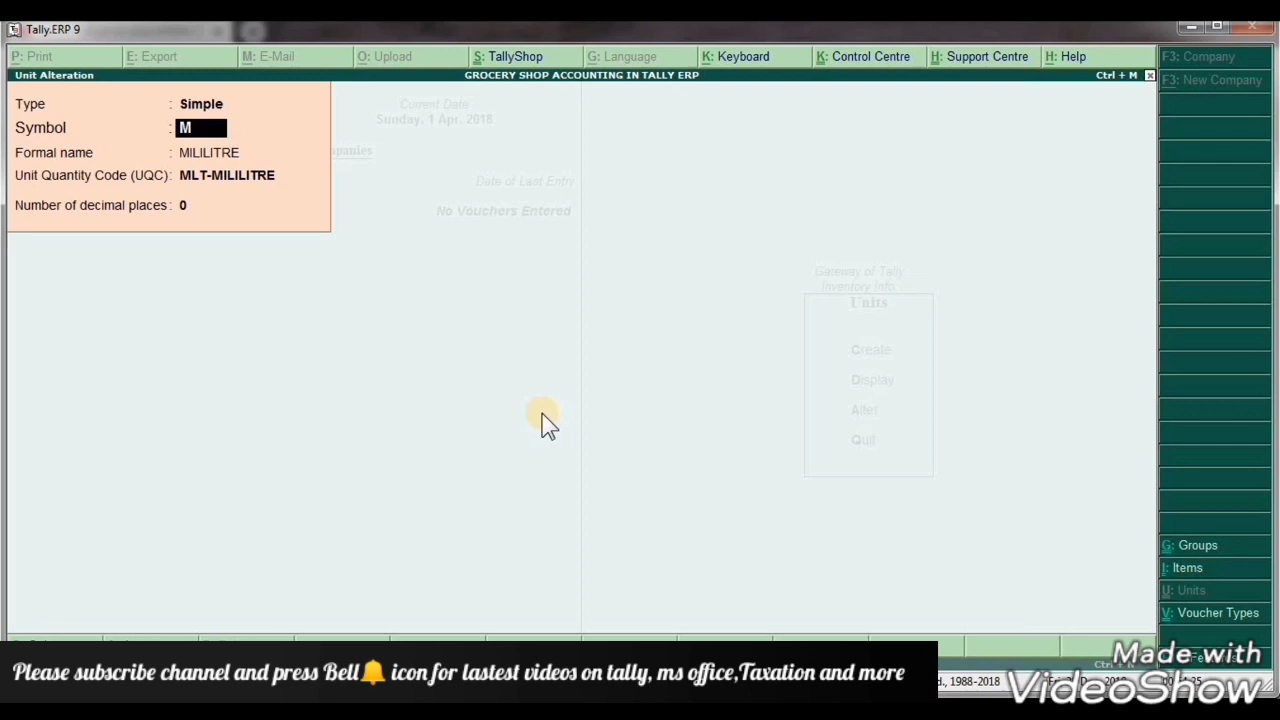 Tally.ERP 9
P: Print
E: Export
M: E-Mail
O: Upload
S: TallyShop
G: Language
K: Keyboard
K: Control Centre
H: Support Centre
H: Help
F3: Company
F3: New Company
Unit Alteration
GROCERY SHOP ACCOUNTING IN TALLY ERP
Ctrl + M
Type : Simple
Symbol : M
Formal name : MILILITRE
Unit Quantity Code (UQC): MLT-MILILITRE
Number of decimal places : 0
Current Date
Sunday, 1 Apr, 2018
Date of Last Entry
No Vouchers Entered
Gateway of Tally
Inventory Info.
Units
Create
Display
Alter
Quit
G: Groups
I: Items
U: Units
V: Voucher Types
Please subscribe channel and press Bell🔔 icon for lastest videos on tally, ms office,Taxation and more
1988-2018
Made with
VideoShow